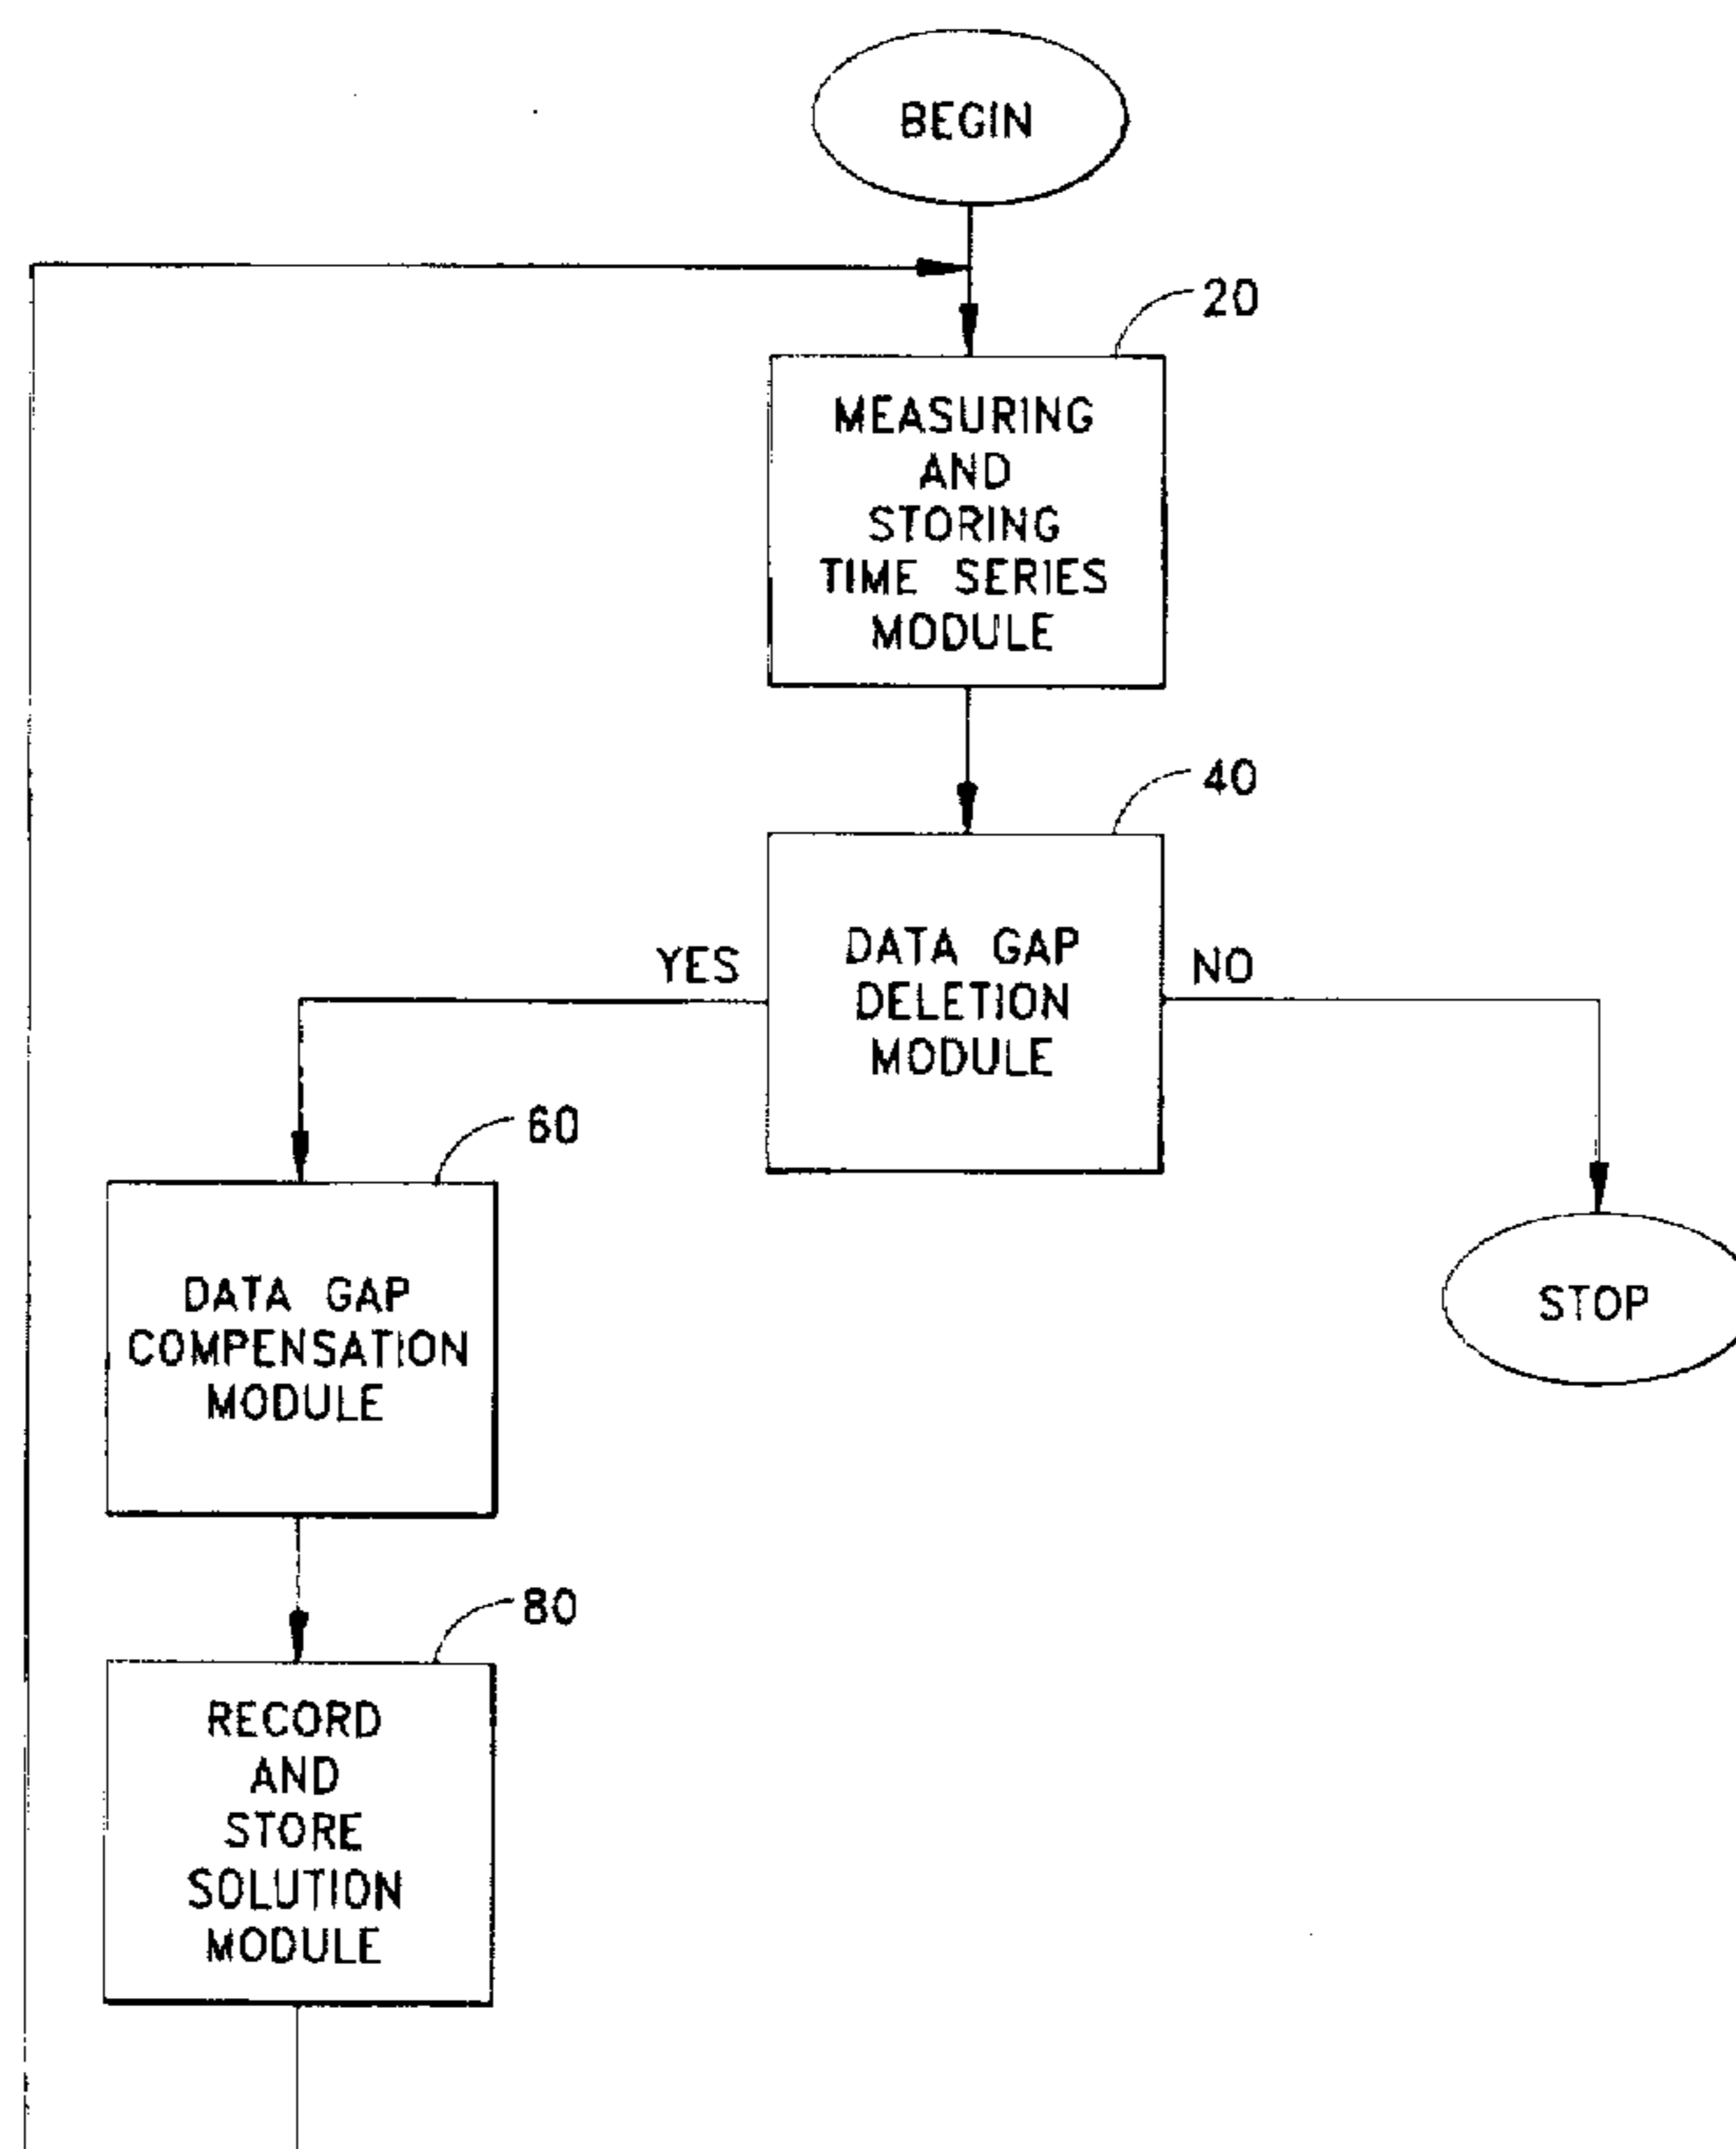 BEGIN
20
MEASURING
AND
STORING
TIME SERIES
MODULE
40
YES
DATA GAP
DELETION
MODULE
NO
60
DATA GAP
COMPENSATION
MODULE
STOP
80
RECORD
AND
STORE
SOLUTION
MODULE